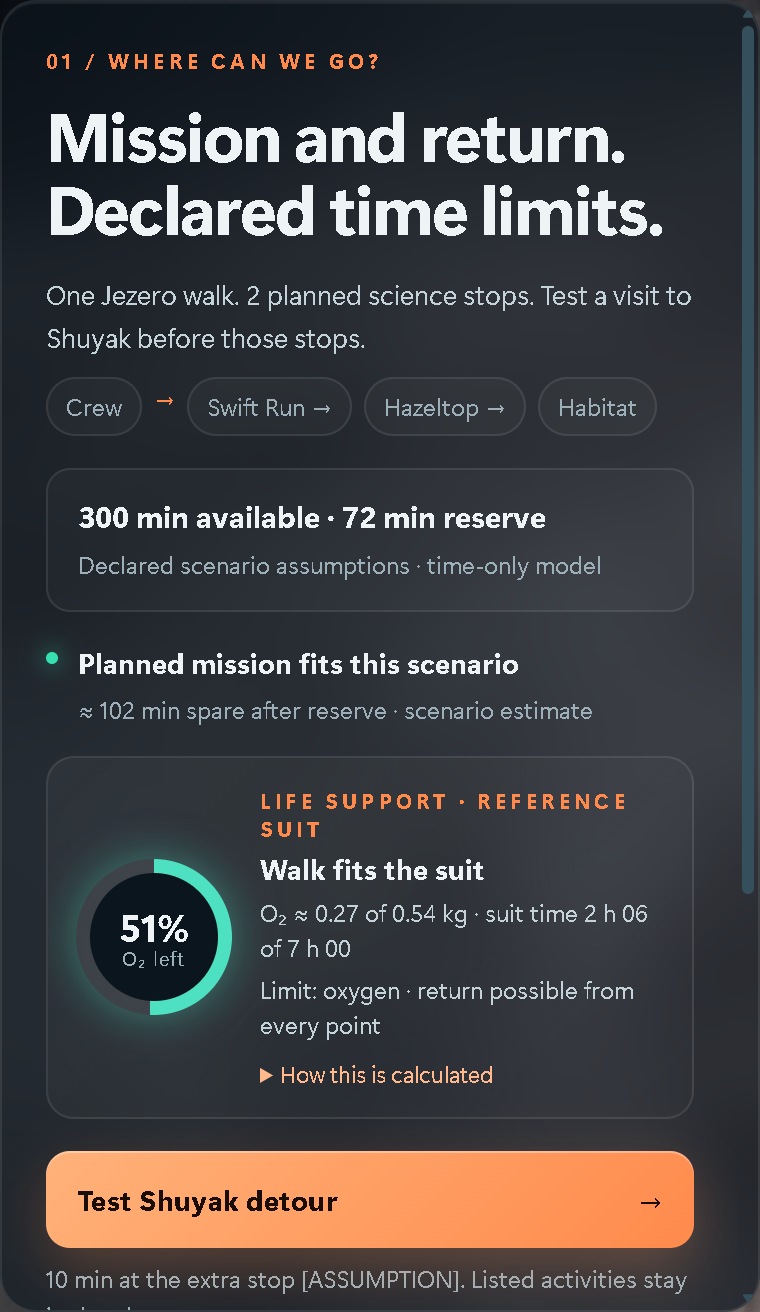 01 / WHERE CAN WE GO?
Mission and return.
Declared time limits.
One Jezero walk. 2 planned science stops. Test a visit to
Shuyak before those stops.
Crew → Swift Run → Hazeltop → Habitat
300 min available · 72 min reserve
Declared scenario assumptions · time-only model
Planned mission fits this scenario
≈ 102 min spare after reserve · scenario estimate
51%
O₂ left
LIFE SUPPORT · REFERENCE
SUIT
Walk fits the suit
O₂ ≈ 0.27 of 0.54 kg · suit time 2 h 06
of 7 h 00
Limit: oxygen · return possible from
every point
▶ How this is calculated
Test Shuyak detour →
10 min at the extra stop [ASSUMPTION]. Listed activities stay